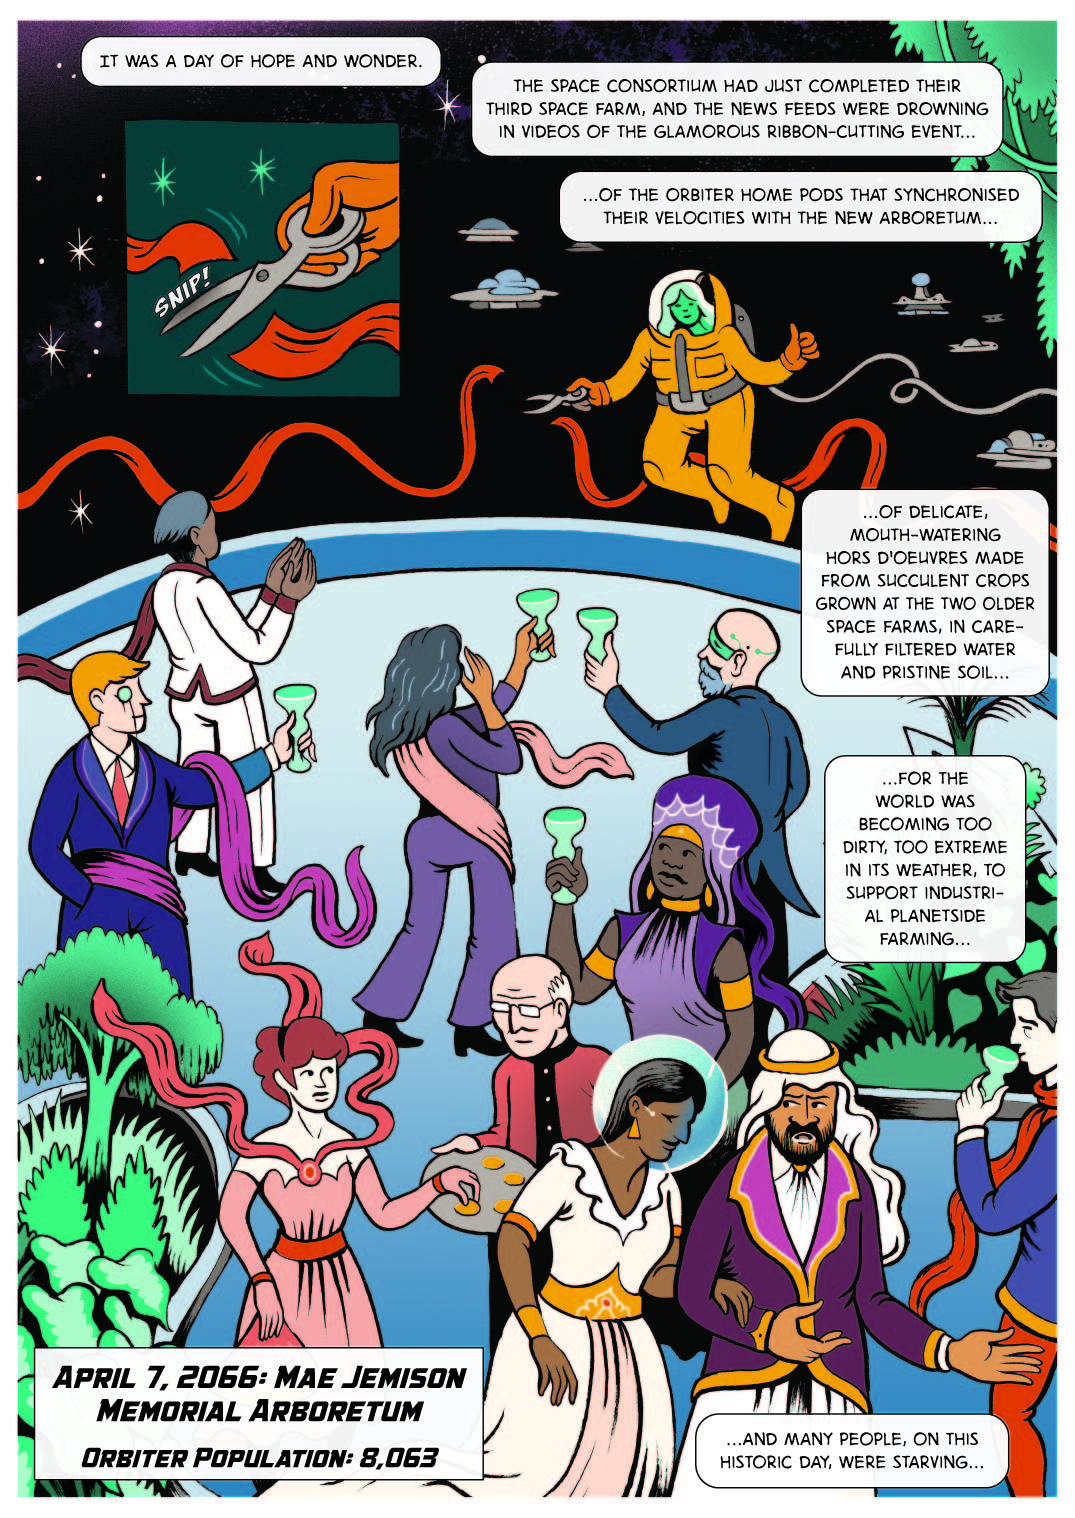 IT WAS A DAY OF HOPE AND WONDER.
THE SPACE CONSORTIUM HAD JUST COMPLETED THEIR
THIRD SPACE FARM, AND THE NEWS FEEDS WERE DROWNING
IN VIDEOS OF THE GLAMOROUS RIBBON-CUTTING EVENT...
...OF THE ORBITER HOME PODS THAT SYNCHRONISED
THEIR VELOCITIES WITH THE NEW ARBORETUM...
SNIP!
...OF DELICATE,
MOUTH-WATERING
HORS D'OEUVRES MADE
FROM SUCCULENT CROPS
GROWN AT THE TWO OLDER
SPACE FARMS, IN CARE-
FULLY FILTERED WATER
AND PRISTINE SOIL...
...FOR THE
WORLD WAS
BECOMING TOO
DIRTY, TOO EXTREME
IN ITS WEATHER, TO
SUPPORT INDUSTRI-
AL PLANETSIDE
FARMING...
APRIL 7, 2066: MAE JEMISON
MEMORIAL ARBORETUM
ORBITER POPULATION: 8,063
...AND MANY PEOPLE, ON THIS
HISTORIC DAY, WERE STARVING...